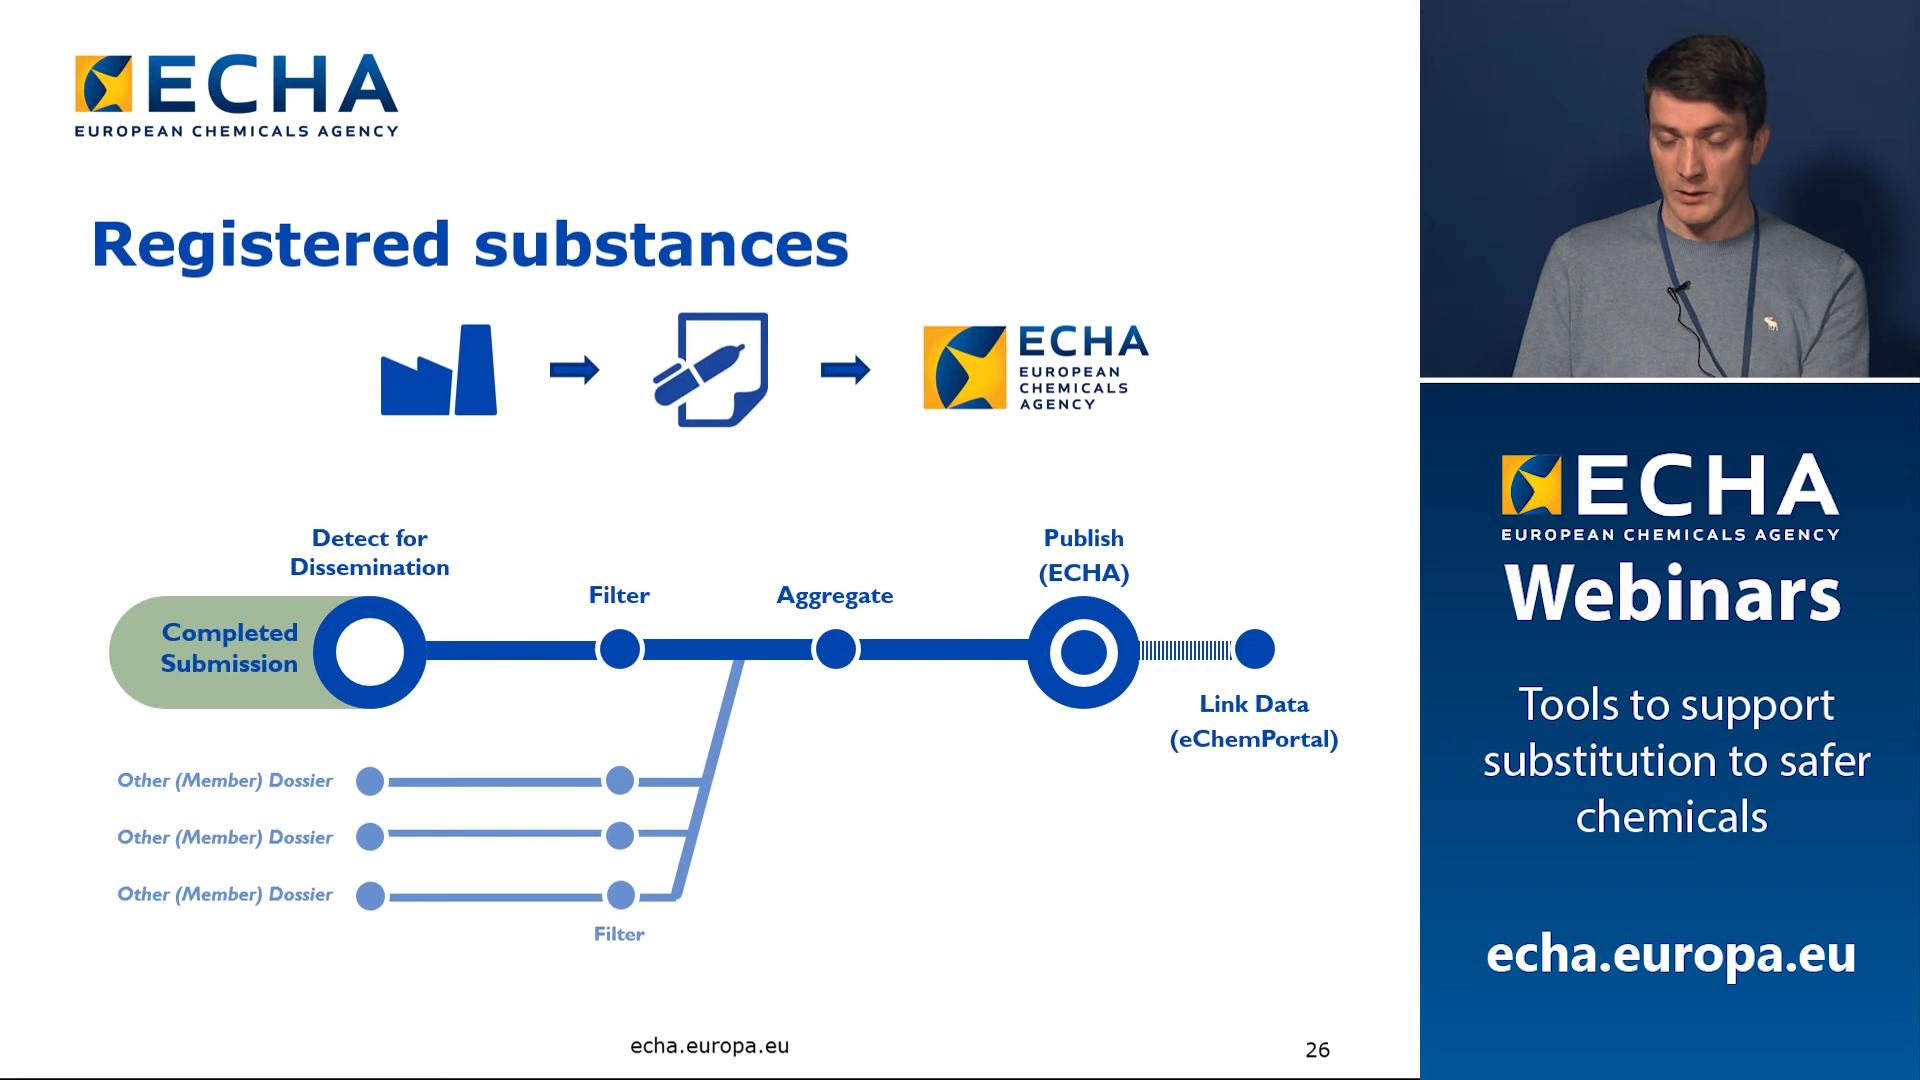 ECHA
EUROPEAN CHEMICALS AGENCY
Registered substances
ECHA
EUROPEAN
CHEMICALS
AGENCY
Detect for
Dissemination
Filter
Aggregate
Publish
(ECHA)
Completed
Submission
Link Data
(eChemPortal)
Other (Member) Dossier
Other (Member) Dossier
Other (Member) Dossier
Filter
echa.europa.eu
26
ECHA
EUROPEAN CHEMICALS AGENCY
Webinars
Tools to support
substitution to safer
chemicals
echa.europa.eu